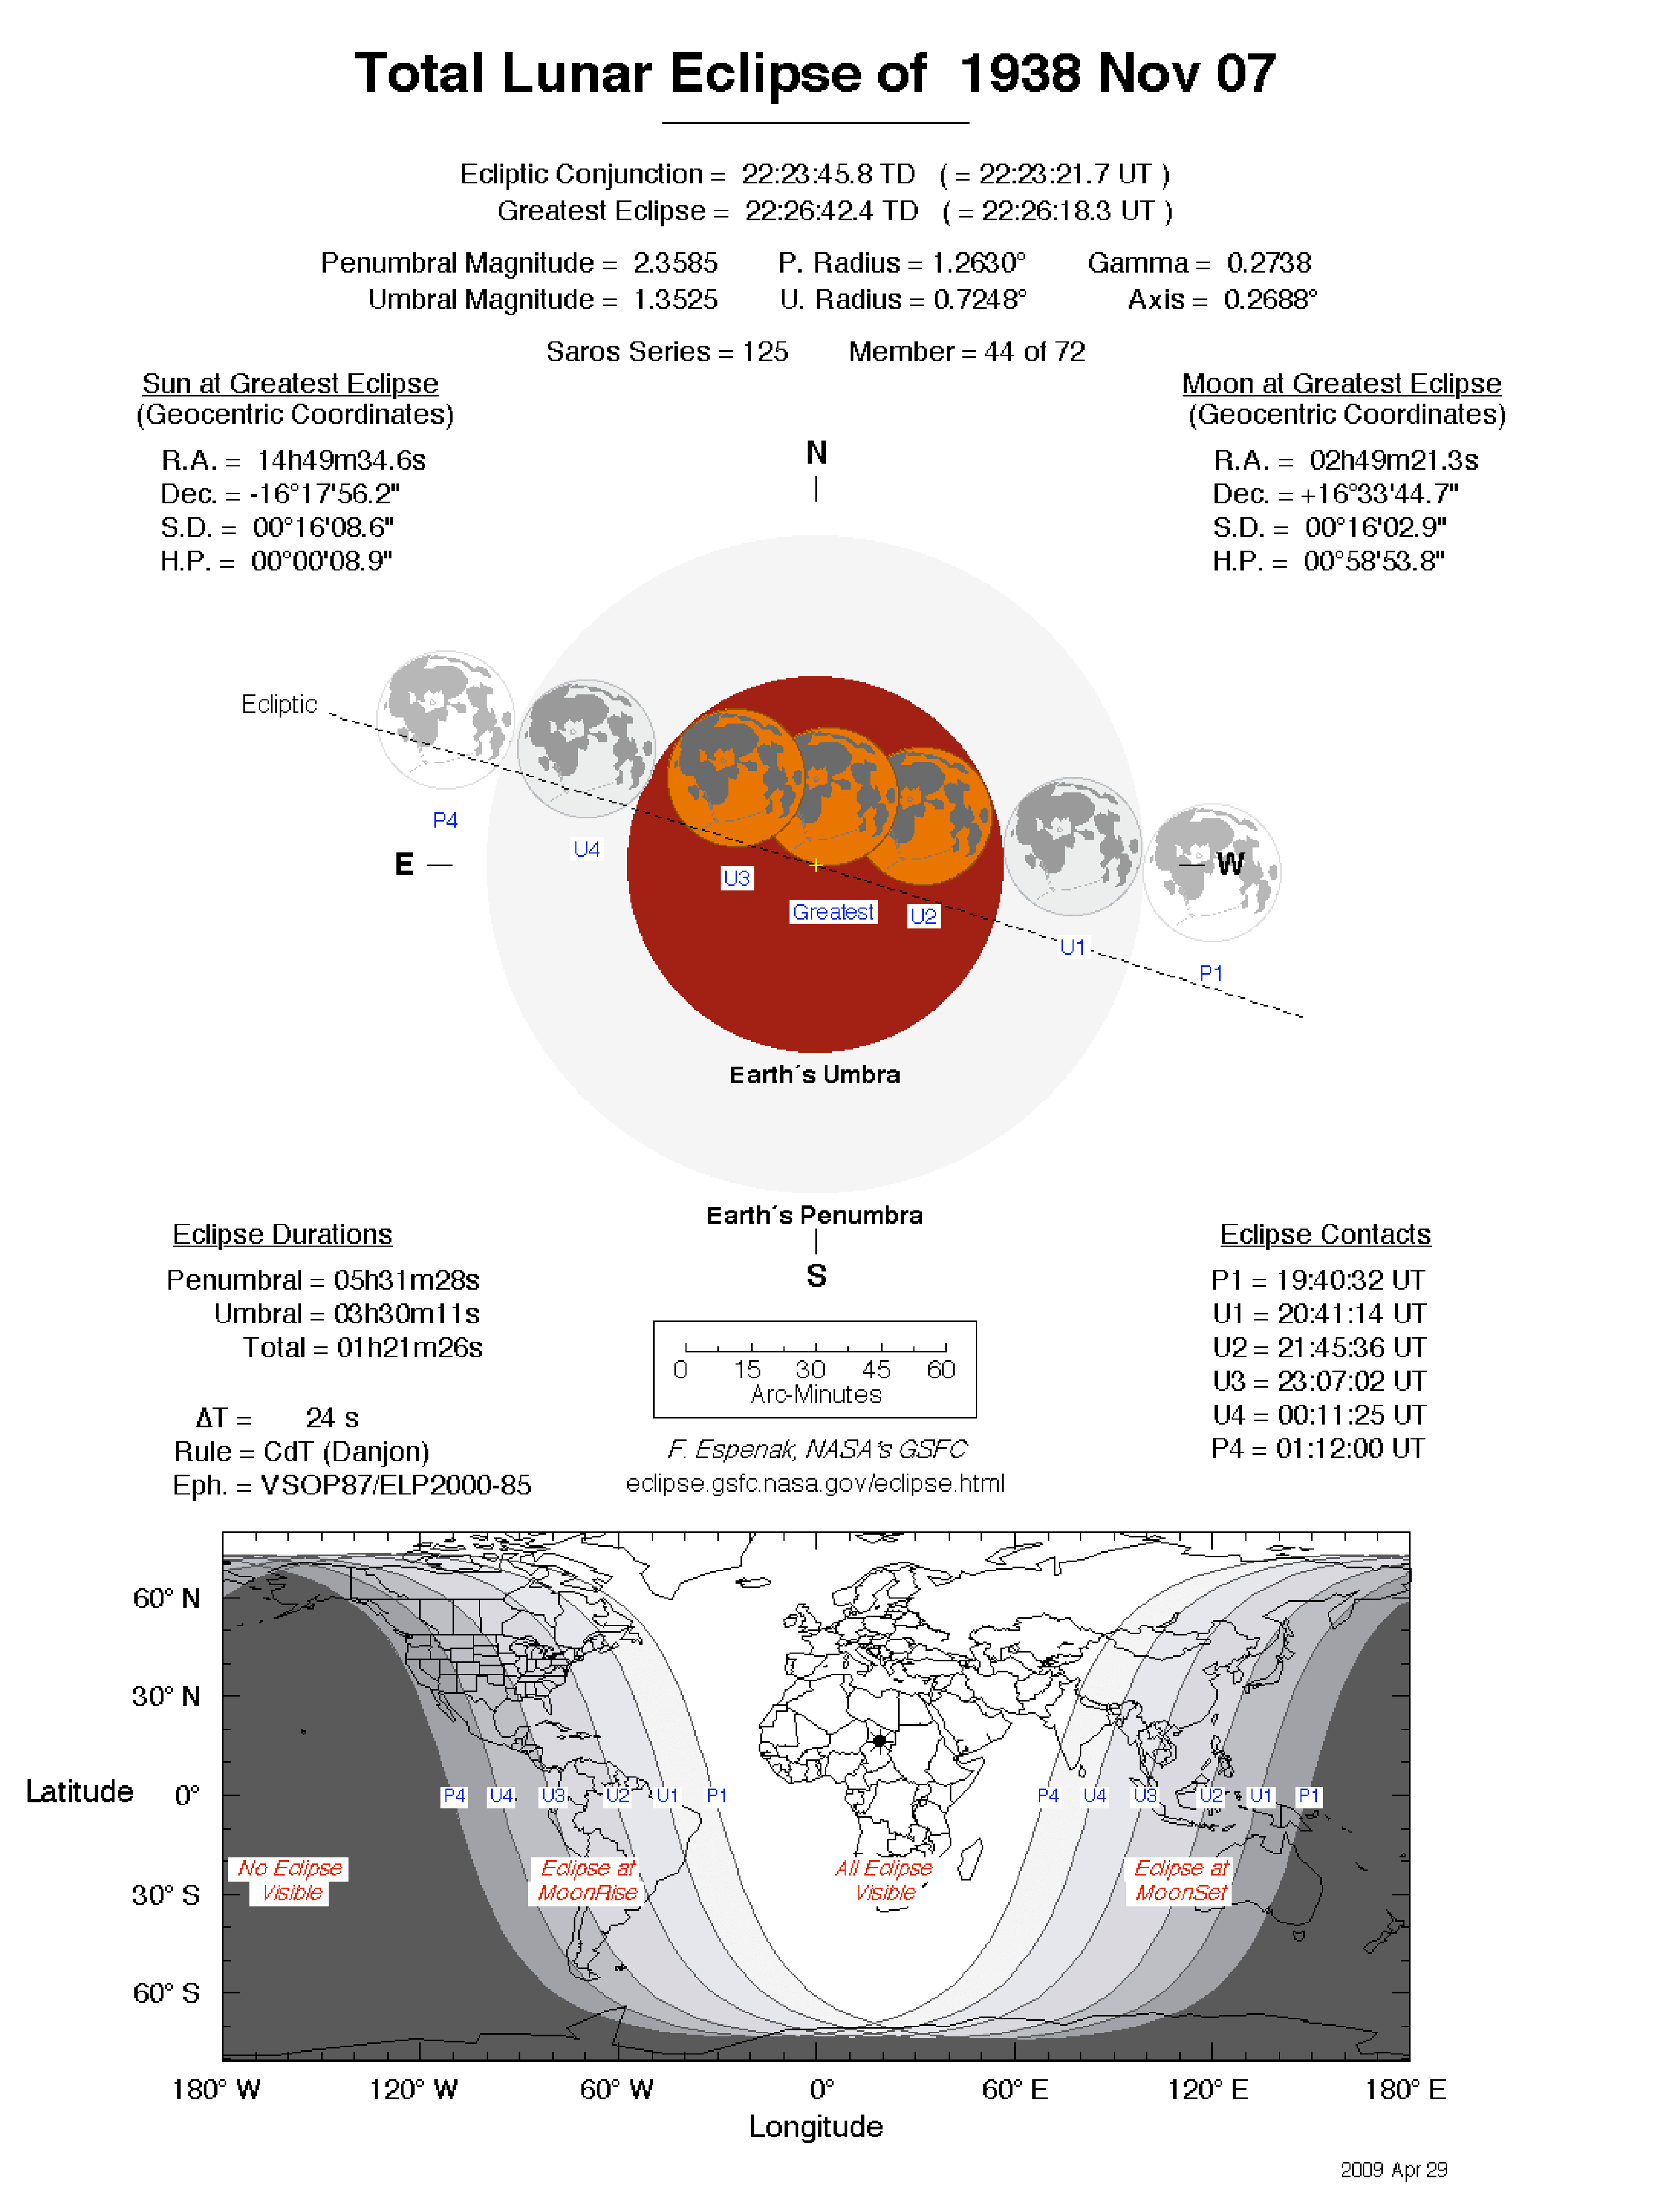 Total Lunar Eclipse of 1938 Nov 07
Ecliptic Conjunction = 22:23:45.8 TD ( = 22:23:21.7 UT )
Greatest Eclipse = 22:26:42.4 TD ( = 22:26:18.3 UT )
Penumbral Magnitude = 2.3585 P. Radius = 1.2630° Gamma = 0.2738
Umbral Magnitude = 1.3525 U. Radius = 0.7248° Axis = 0.2688°
Saros Series = 125 Member = 44 of 72
Sun at Greatest Eclipse
(Geocentric Coordinates)
R.A. = 14h49m34.6s
Dec. = -16°17'56.2"
S.D. = 00°16'08.6"
H.P. = 00°00'08.9"
Moon at Greatest Eclipse
(Geocentric Coordinates)
R.A. = 02h49m21.3s
Dec. = +16°33'44.7"
S.D. = 00°16'02.9"
H.P. = 00°58'53.8"
N
Ecliptic
P4
U4
E
U3
Greatest
U2
W
U1
P1
Earth´s Umbra
Earth´s Penumbra
S
Eclipse Durations
Penumbral = 05h31m28s
Umbral = 03h30m11s
Total = 01h21m26s
ΔT = 24 s
Rule = CdT (Danjon)
Eph. = VSOP87/ELP2000-85
0 15 30 45 60
Arc-Minutes
F. Espenak, NASA's GSFC
eclipse.gsfc.nasa.gov/eclipse.html
Eclipse Contacts
P1 = 19:40:32 UT
U1 = 20:41:14 UT
U2 = 21:45:36 UT
U3 = 23:07:02 UT
U4 = 00:11:25 UT
P4 = 01:12:00 UT
60° N
30° N
Latitude 0°
30° S
60° S
P4 U4 U3 U2 U1 P1 P4 U4 U3 U2 U1 P1
No Eclipse
Visible
Eclipse at
MoonRise
All Eclipse
Visible
Eclipse at
MoonSet
180° W 120° W 60° W 0° 60° E 120° E 180° E
Longitude
2009 Apr 29